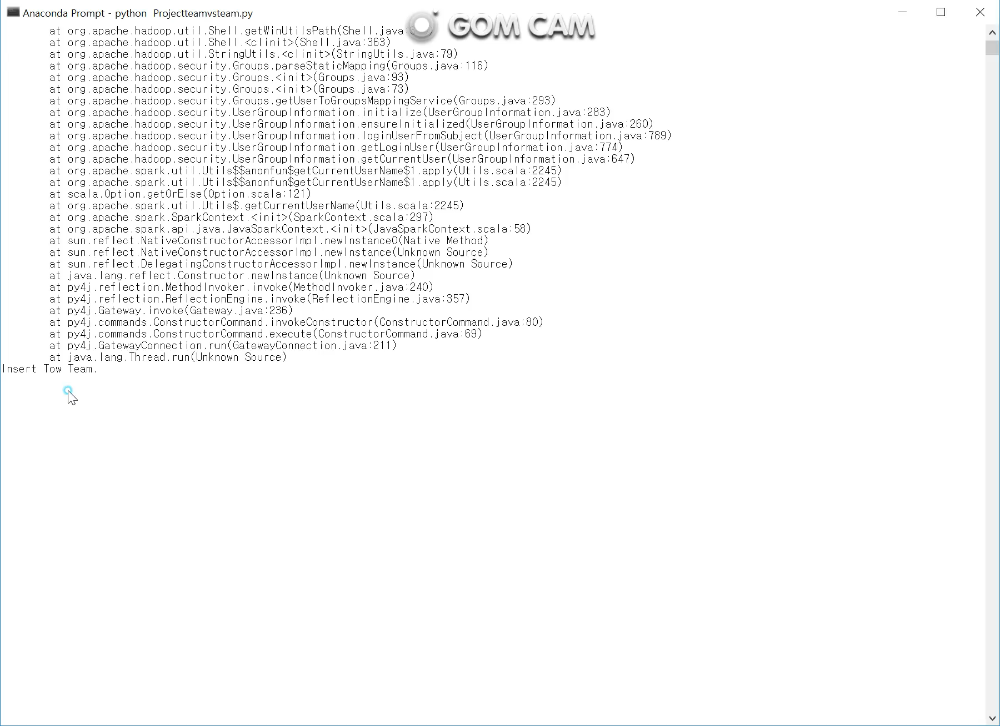 Anaconda Prompt - python  Projectteamvsteam.py
GOM CAM
at org.apache.hadoop.util.Shell.getWinUtilsPath(Shell.java:
at org.apache.hadoop.util.Shell.<clinit>(Shell.java:363)
at org.apache.hadoop.util.StringUtils.<clinit>(StringUtils.java:79)
at org.apache.hadoop.security.Groups.parseStaticMapping(Groups.java:116)
at org.apache.hadoop.security.Groups.<init>(Groups.java:93)
at org.apache.hadoop.security.Groups.<init>(Groups.java:73)
at org.apache.hadoop.security.Groups.getUserToGroupsMappingService(Groups.java:293)
at org.apache.hadoop.security.UserGroupInformation.initialize(UserGroupInformation.java:283)
at org.apache.hadoop.security.UserGroupInformation.ensureInitialized(UserGroupInformation.java:260)
at org.apache.hadoop.security.UserGroupInformation.loginUserFromSubject(UserGroupInformation.java:789)
at org.apache.hadoop.security.UserGroupInformation.getLoginUser(UserGroupInformation.java:774)
at org.apache.hadoop.security.UserGroupInformation.getCurrentUser(UserGroupInformation.java:647)
at org.apache.spark.util.Utils$$anonfun$getCurrentUserName$1.apply(Utils.scala:2245)
at org.apache.spark.util.Utils$$anonfun$getCurrentUserName$1.apply(Utils.scala:2245)
at scala.Option.getOrElse(Option.scala:121)
at org.apache.spark.util.Utils$.getCurrentUserName(Utils.scala:2245)
at org.apache.spark.SparkContext.<init>(SparkContext.scala:297)
at org.apache.spark.api.java.JavaSparkContext.<init>(JavaSparkContext.scala:58)
at sun.reflect.NativeConstructorAccessorImpl.newInstance0(Native Method)
at sun.reflect.NativeConstructorAccessorImpl.newInstance(Unknown Source)
at sun.reflect.DelegatingConstructorAccessorImpl.newInstance(Unknown Source)
at java.lang.reflect.Constructor.newInstance(Unknown Source)
at py4j.reflection.MethodInvoker.invoke(MethodInvoker.java:240)
at py4j.reflection.ReflectionEngine.invoke(ReflectionEngine.java:357)
at py4j.Gateway.invoke(Gateway.java:236)
at py4j.commands.ConstructorCommand.invokeConstructor(ConstructorCommand.java:80)
at py4j.commands.ConstructorCommand.execute(ConstructorCommand.java:69)
at py4j.GatewayConnection.run(GatewayConnection.java:211)
at java.lang.Thread.run(Unknown Source)
Insert Tow Team.